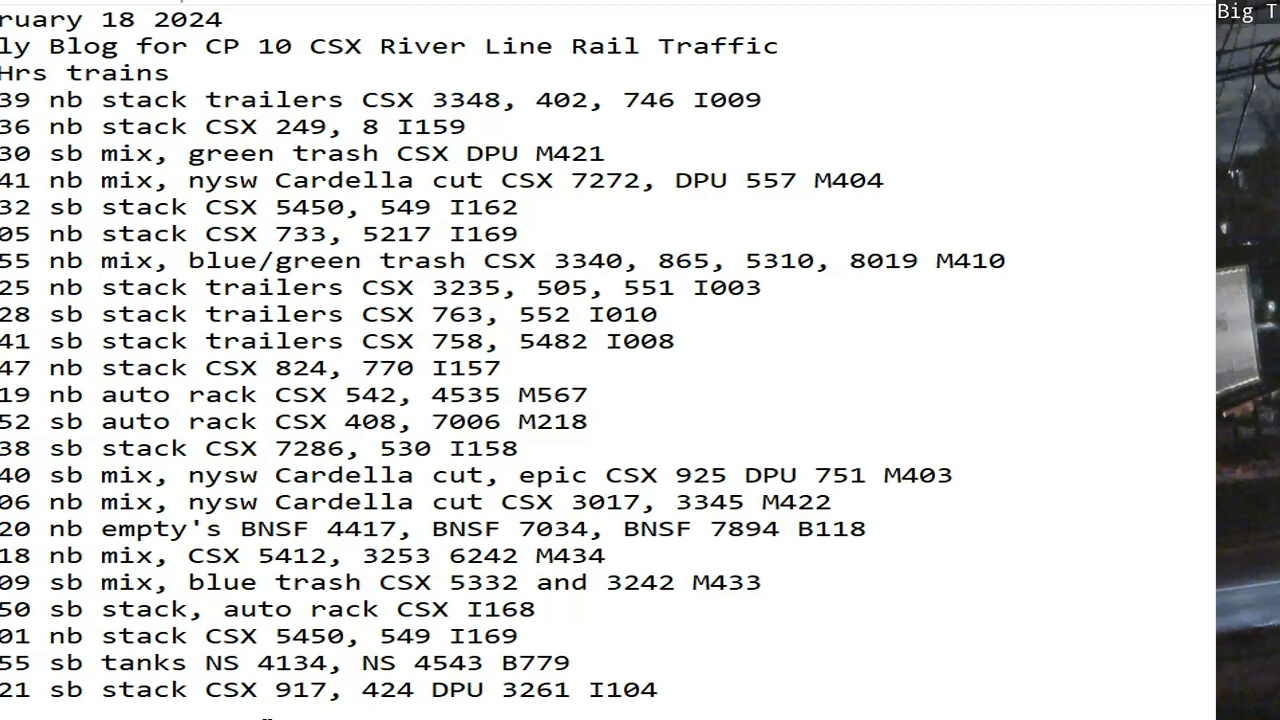 ruary 18 2024
ly Blog for CP 10 CSX River Line Rail Traffic
Hrs trains
39 nb stack trailers CSX 3348, 402, 746 I009
36 nb stack CSX 249, 8 I159
30 sb mix, green trash CSX DPU M421
41 nb mix, nysw Cardella cut CSX 7272, DPU 557 M404
32 sb stack CSX 5450, 549 I162
05 nb stack CSX 733, 5217 I169
55 nb mix, blue/green trash CSX 3340, 865, 5310, 8019 M410
25 nb stack trailers CSX 3235, 505, 551 I003
28 sb stack trailers CSX 763, 552 I010
41 sb stack trailers CSX 758, 5482 I008
47 nb stack CSX 824, 770 I157
19 nb auto rack CSX 542, 4535 M567
52 sb auto rack CSX 408, 7006 M218
38 sb stack CSX 7286, 530 I158
40 sb mix, nysw Cardella cut, epic CSX 925 DPU 751 M403
06 nb mix, nysw Cardella cut CSX 3017, 3345 M422
20 nb empty's BNSF 4417, BNSF 7034, BNSF 7894 B118
18 nb mix, CSX 5412, 3253 6242 M434
09 sb mix, blue trash CSX 5332 and 3242 M433
50 sb stack, auto rack CSX I168
01 nb stack CSX 5450, 549 I169
55 sb tanks NS 4134, NS 4543 B779
21 sb stack CSX 917, 424 DPU 3261 I104
Big T